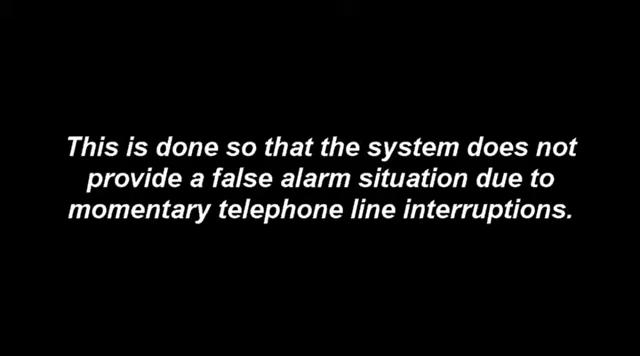 This is done so that the system does not
provide a false alarm situation due to
momentary telephone line interruptions.